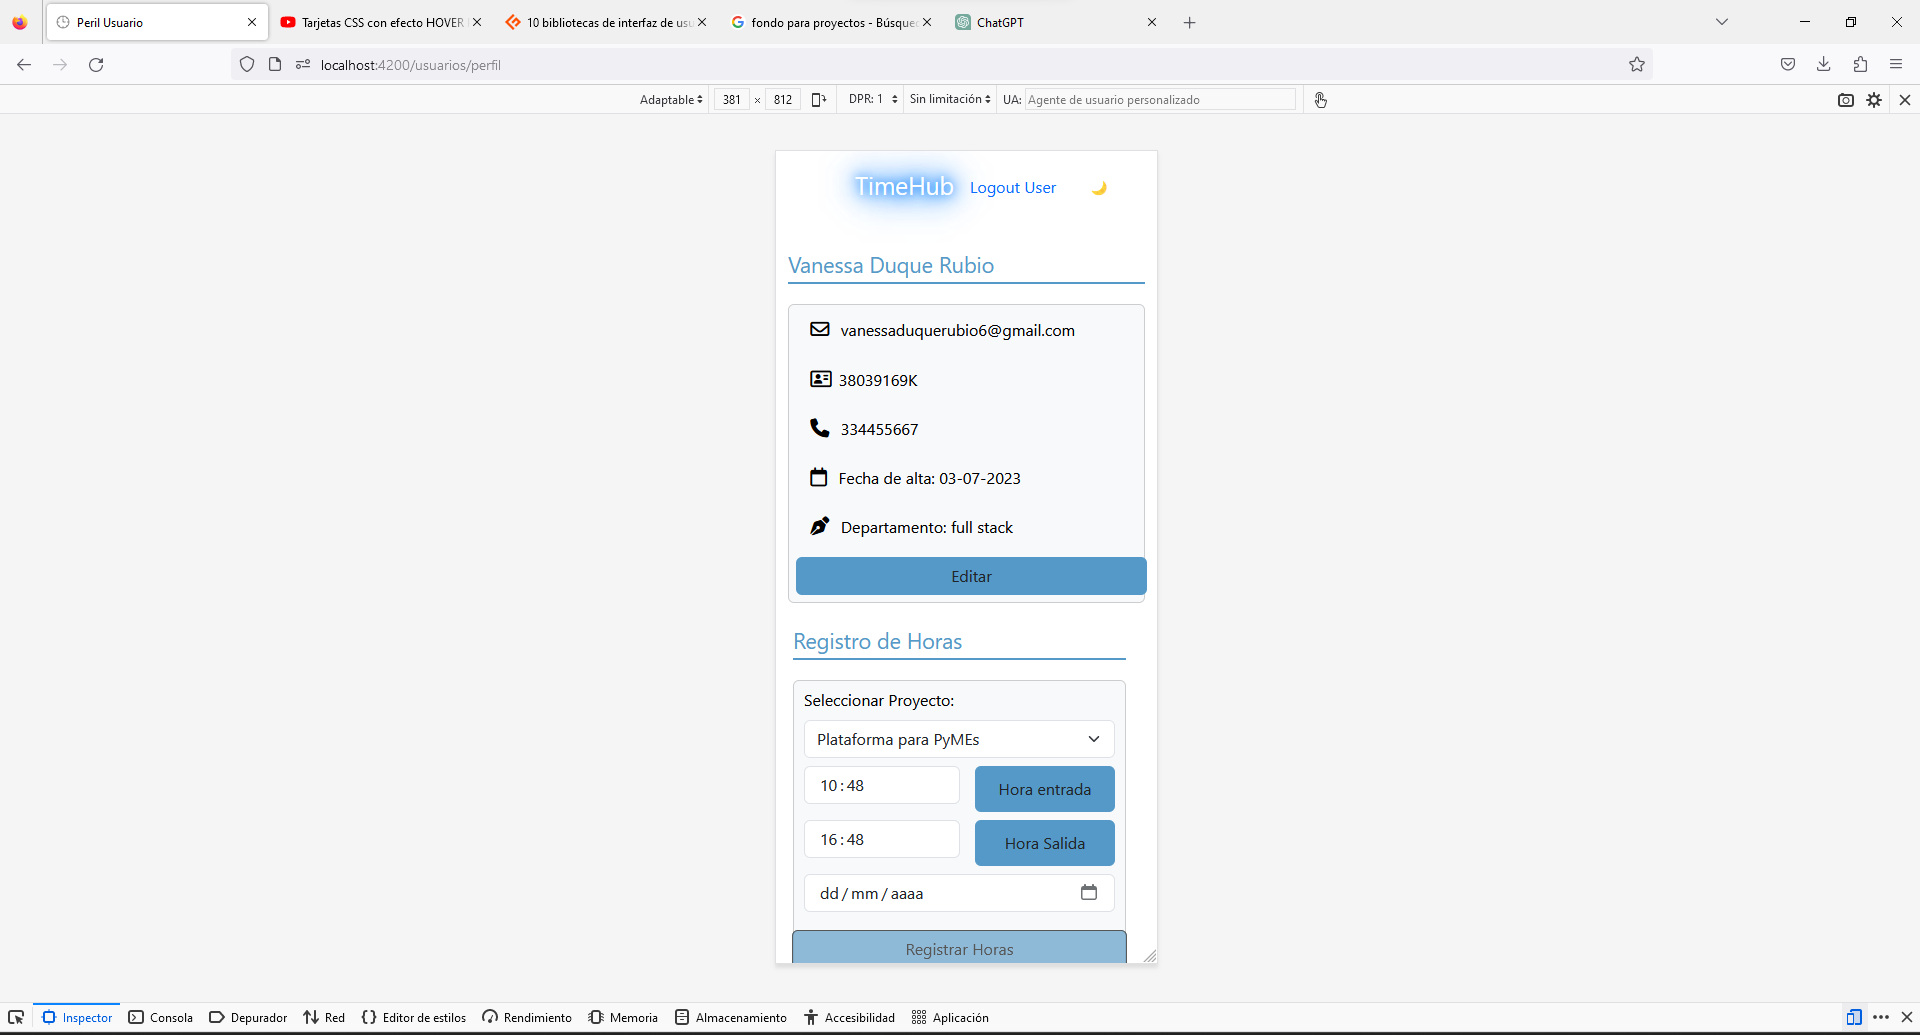 Peril Usuario
Tarjetas CSS con efecto HOVER
10 bibliotecas de interfaz de usu
fondo para proyectos - Búsque
ChatGPT
localhost:4200/usuarios/perfil
Adaptable 381 × 812 DPR: 1 Sin limitación UA: Agente de usuario personalizado
TimeHub Logout User
Vanessa Duque Rubio
vanessaduquerubio6@gmail.com
38039169K
334455667
Fecha de alta: 03-07-2023
Departamento: full stack
Editar
Registro de Horas
Seleccionar Proyecto:
Plataforma para PyMEs
10:48 Hora entrada
16:48 Hora Salida
dd/mm/aaaa
Registrar Horas
Inspector Consola Depurador Red Editor de estilos Rendimiento Memoria Almacenamiento Accesibilidad Aplicación